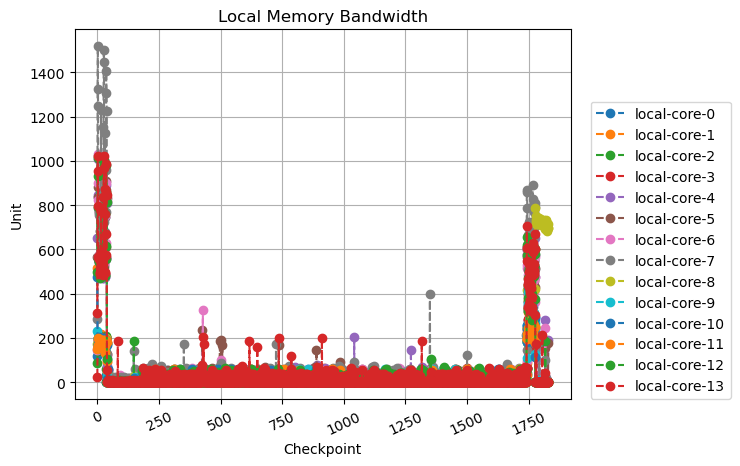 Local Memory Bandwidth
Unit
1400
1200
1000
800
600
400
200
0
0
250
500
750
1000
1250
1500
1750
Checkpoint
local-core-0
local-core-1
local-core-2
local-core-3
local-core-4
local-core-5
local-core-6
local-core-7
local-core-8
local-core-9
local-core-10
local-core-11
local-core-12
local-core-13